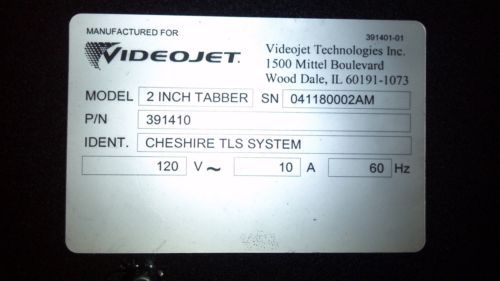 MANUFACTURED FOR
391401-01
VIDEOJET.
Videojet Technologies Inc.
1500 Mittel Boulevard
Wood Dale, IL 60191-1073
MODEL 2 INCH TABBER SN 041180002AM
P/N 391410
IDENT. CHESHIRE TLS SYSTEM
120 V~ 10 A 60 Hz